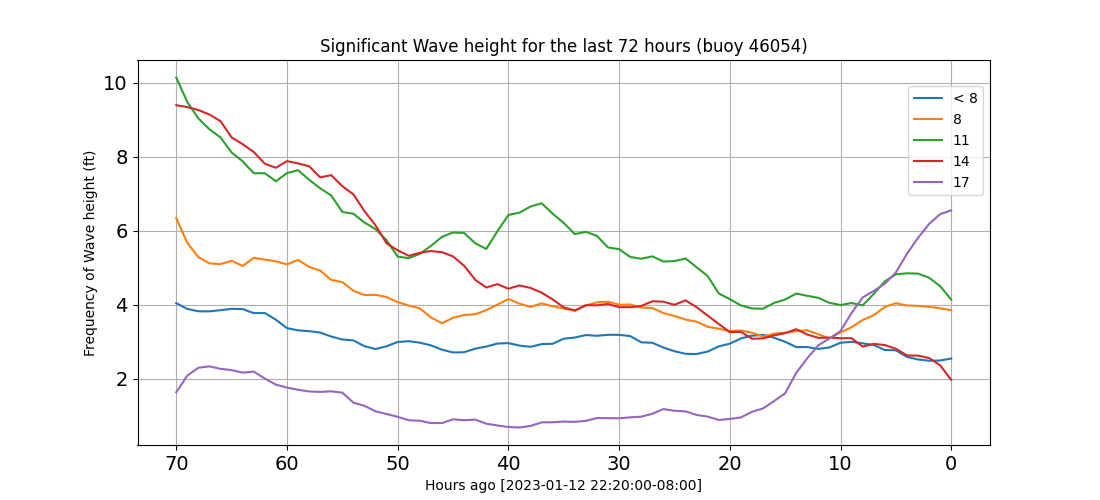 Significant Wave height for the last 72 hours (buoy 46054)
Frequency of Wave height (ft)
10
8
6
4
2
< 8
8
11
14
17
70 60 50 40 30 20 10 0
Hours ago [2023-01-12 22:20:00-08:00]